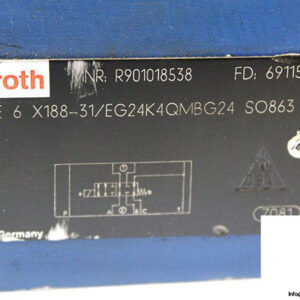 roth MNR: R901018538 FD: 69115
E 6 X188-31/EG24K4QMBG24 SO863
P A B C T
7081
Germany